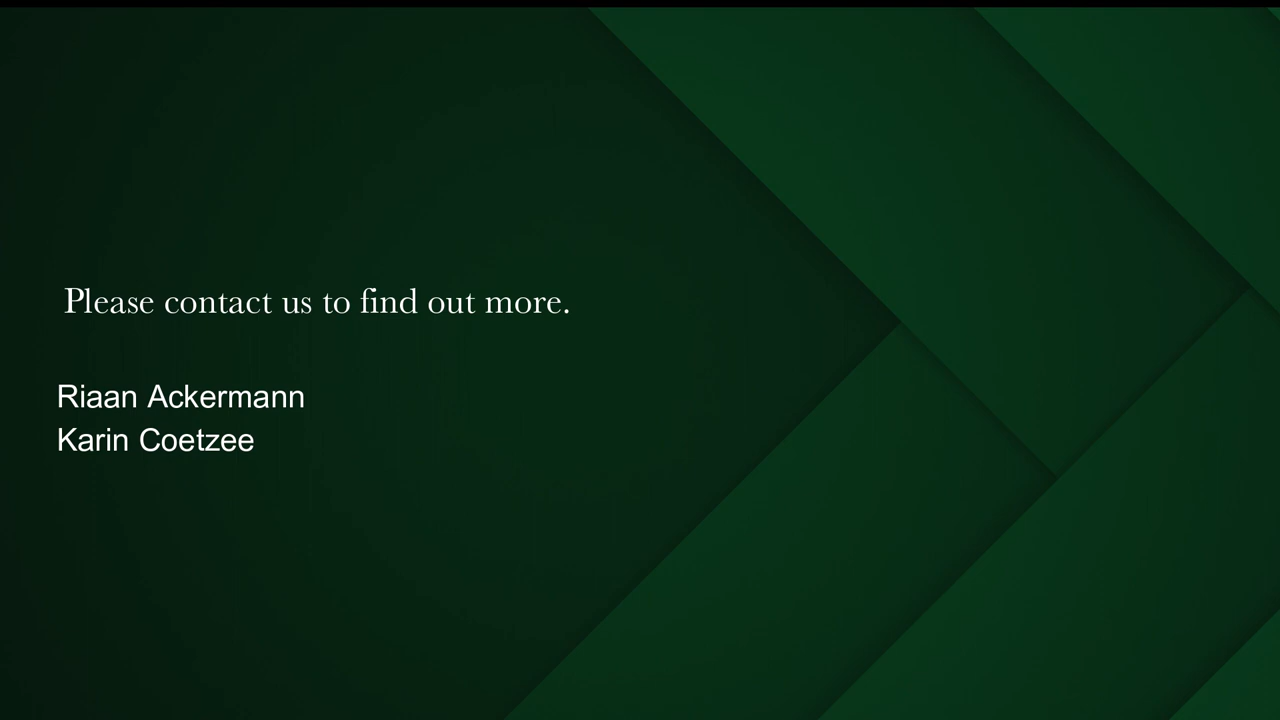 Please contact us to find out more.
Riaan Ackermann
Karin Coetzee